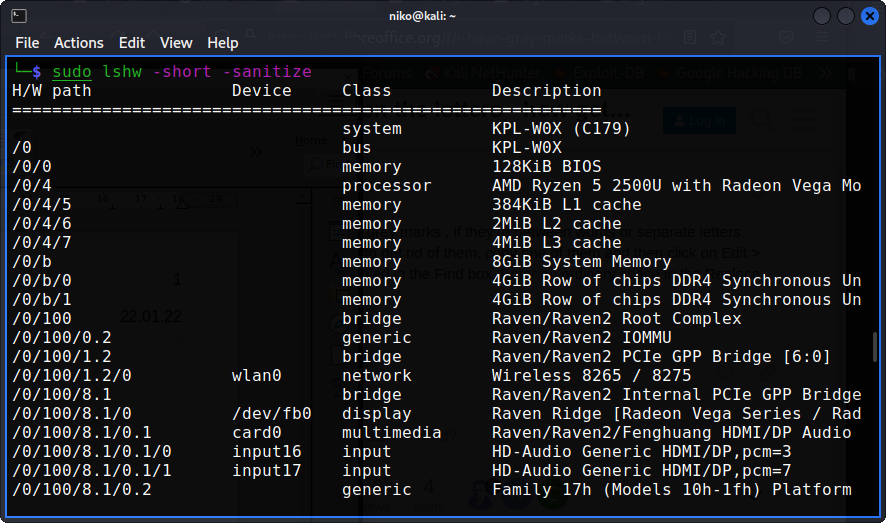 niko@kali: ~
File Actions Edit View Help
└─$ sudo lshw -short -sanitize
H/W path Device Class Description
============================================================
system KPL-W0X (C179)
/0 bus KPL-W0X
/0/0 memory 128KiB BIOS
/0/4 processor AMD Ryzen 5 2500U with Radeon Vega Mo
/0/4/5 memory 384KiB L1 cache
/0/4/6 memory 2MiB L2 cache
/0/4/7 memory 4MiB L3 cache
/0/b memory 8GiB System Memory
/0/b/0 memory 4GiB Row of chips DDR4 Synchronous Un
/0/b/1 memory 4GiB Row of chips DDR4 Synchronous Un
/0/100 bridge Raven/Raven2 Root Complex
/0/100/0.2 generic Raven/Raven2 IOMMU
/0/100/1.2 bridge Raven/Raven2 PCIe GPP Bridge [6:0]
/0/100/1.2/0 wlan0 network Wireless 8265 / 8275
/0/100/8.1 bridge Raven/Raven2 Internal PCIe GPP Bridge
/0/100/8.1/0 /dev/fb0 display Raven Ridge [Radeon Vega Series / Rad
/0/100/8.1/0.1 card0 multimedia Raven/Raven2/Fenghuang HDMI/DP Audio
/0/100/8.1/0.1/0 input16 input HD-Audio Generic HDMI/DP,pcm=3
/0/100/8.1/0.1/1 input17 input HD-Audio Generic HDMI/DP,pcm=7
/0/100/8.1/0.2 generic Family 17h (Models 10h-1fh) Platform
Log in
Home
1
22.01.22